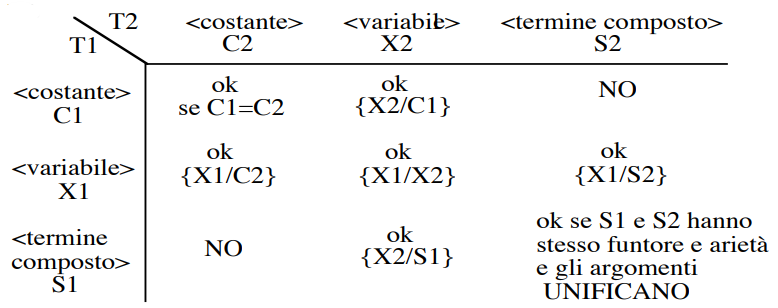 T2 <costante> <variabile> <termine composto>
T1 C2 X2 S2
<costante> ok ok NO
C1 se C1=C2 {X2/C1}
<variabile> ok ok ok
X1 {X1/C2} {X1/X2} {X1/S2}
<termine composto> S1 NO ok {X2/S1}
ok se S1 e S2 hanno
stesso funtore e arietà
e gli argomenti
UNIFICANO